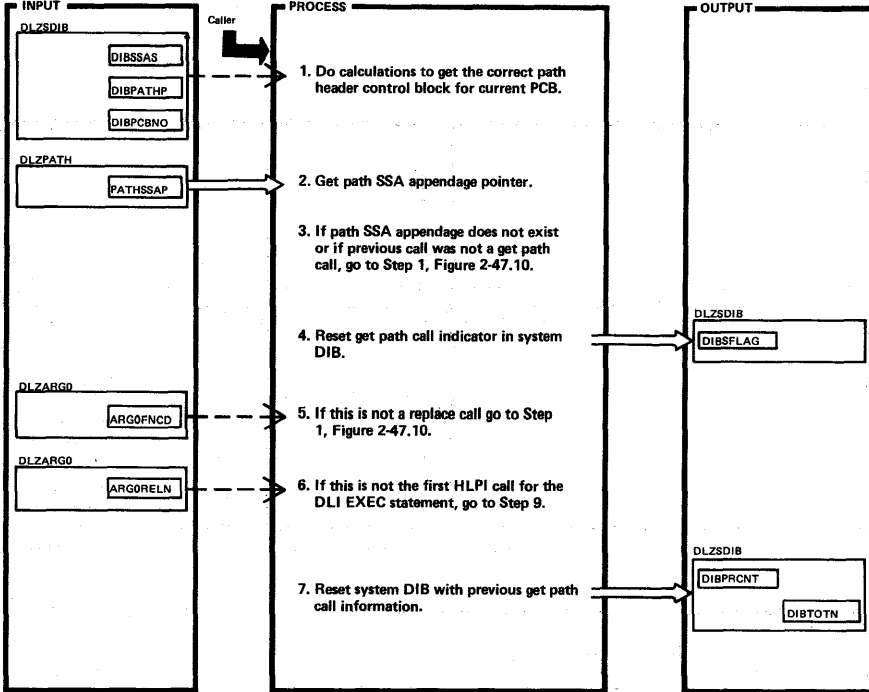 INPUT
PROCESS
OUTPUT
Caller
DLZSDIB
DIBSSAS
DIBPATHP
DIBPCBNO
1. Do calculations to get the correct path
header control block for current PCB.
DLZPATH
PATHSSAP
2. Get path SSA appendage pointer.
3. If path SSA appendage does not exist
or if previous call was not a get path
call, go to Step 1, Figure 2-47.10.
4. Reset get path call indicator in system
DIB.
DLZSDIB
DIBSFLAG
DLZARG0
ARG0FNCD
5. If this is not a replace call go to Step
1, Figure 2-47.10.
DLZARG0
ARG0RELN
6. If this is not the first HLPI call for the
DLI EXEC statement, go to Step 9.
7. Reset system DIB with previous get path
call information.
DLZSDIB
DIBPRCNT
DIBTOTN